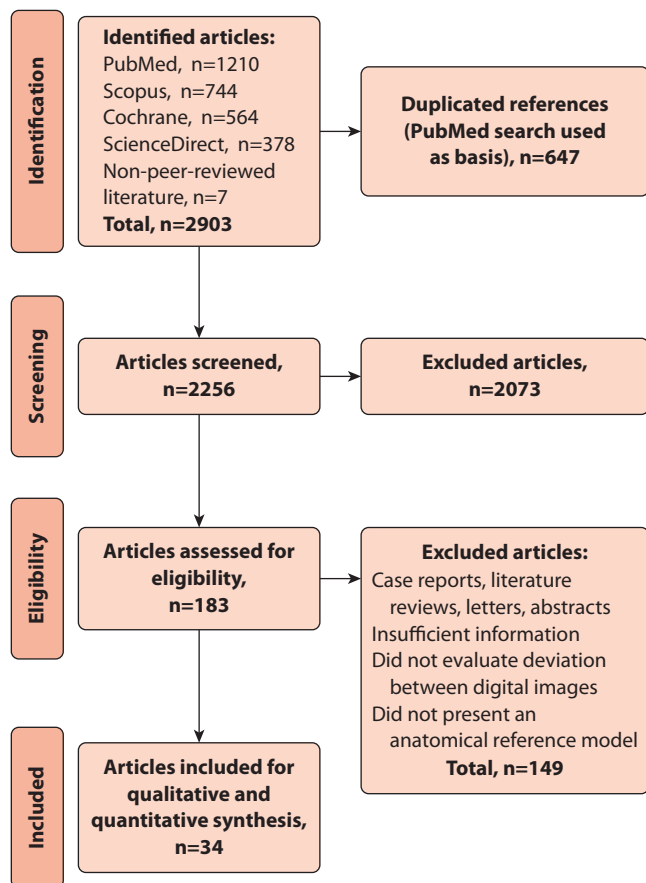 Identification
Identified articles:
PubMed, n=1210
Scopus, n=744
Cochrane, n=564
ScienceDirect, n=378
Non-peer-reviewed
literature, n=7
Total, n=2903
Duplicated references
(PubMed search used
as basis), n=647
Screening
Articles screened,
n=2256
Excluded articles,
n=2073
Eligibility
Articles assessed for
eligibility,
n=183
Excluded articles:
Case reports, literature
reviews, letters, abstracts
Insufficient information
Did not evaluate deviation
between digital images
Did not present an
anatomical reference model
Total, n=149
Included
Articles included for
qualitative and
quantitative synthesis,
n=34